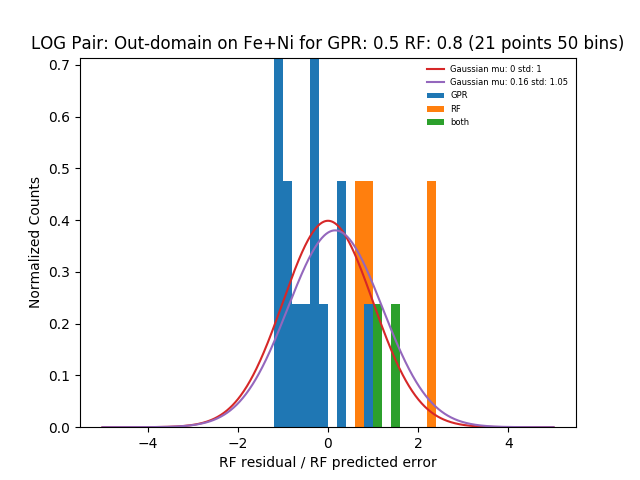 LOG Pair: Out-domain on Fe+Ni for GPR: 0.5 RF: 0.8 (21 points 50 bins)
Gaussian mu: 0 std: 1
Gaussian mu: 0.16 std: 1.05
GPR
RF
both
Normalized Counts
0.7
0.6
0.5
0.4
0.3
0.2
0.1
0.0
−4 −2 0 2 4
RF residual / RF predicted error